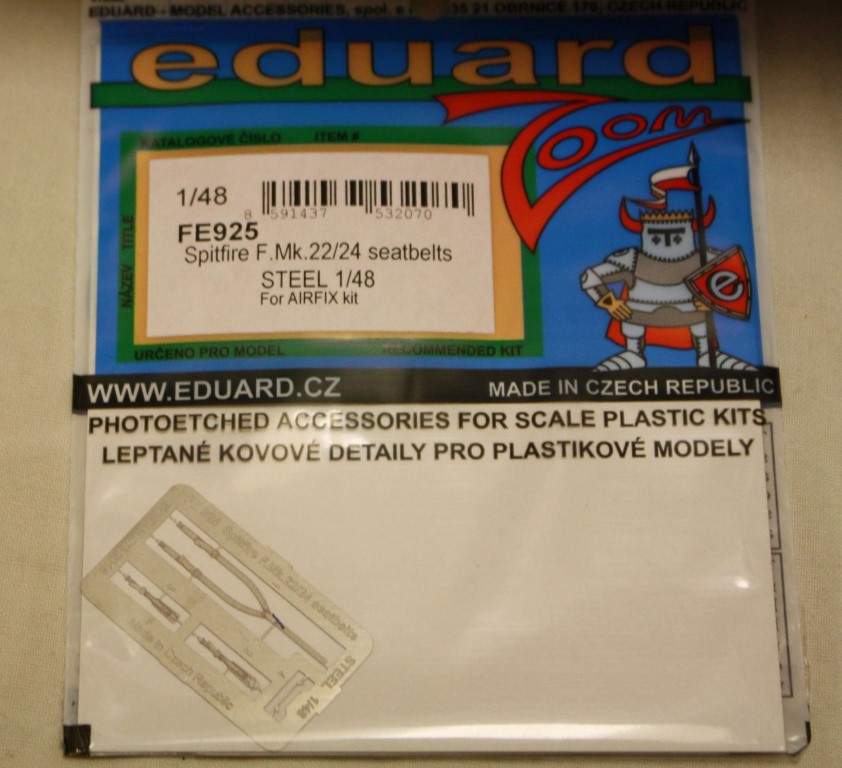 EDUARD - MODEL ACCESSORIES, spol. s 35 21 OBRNICE 178, CZECH REPUBLIC
eduard
Zoom
KATALOGOVÉ ČÍSLO ITEM #
NÁZEV TITLE
1/48
8 591437 532070
FE925
Spitfire F.Mk.22/24 seatbelts
STEEL 1/48
For AIRFIX kit
e
URČENO PRO MODEL RECOMMENDED KIT
WWW.EDUARD.CZ MADE IN CZECH REPUBLIC
PHOTOETCHED ACCESSORIES FOR SCALE PLASTIC KITS
LEPTANÉ KOVOVÉ DETAILY PRO PLASTIKOVÉ MODELY
Spitfire F.Mk.22/24 seatbelts
STEEL 1/48
Made in Czech Republic